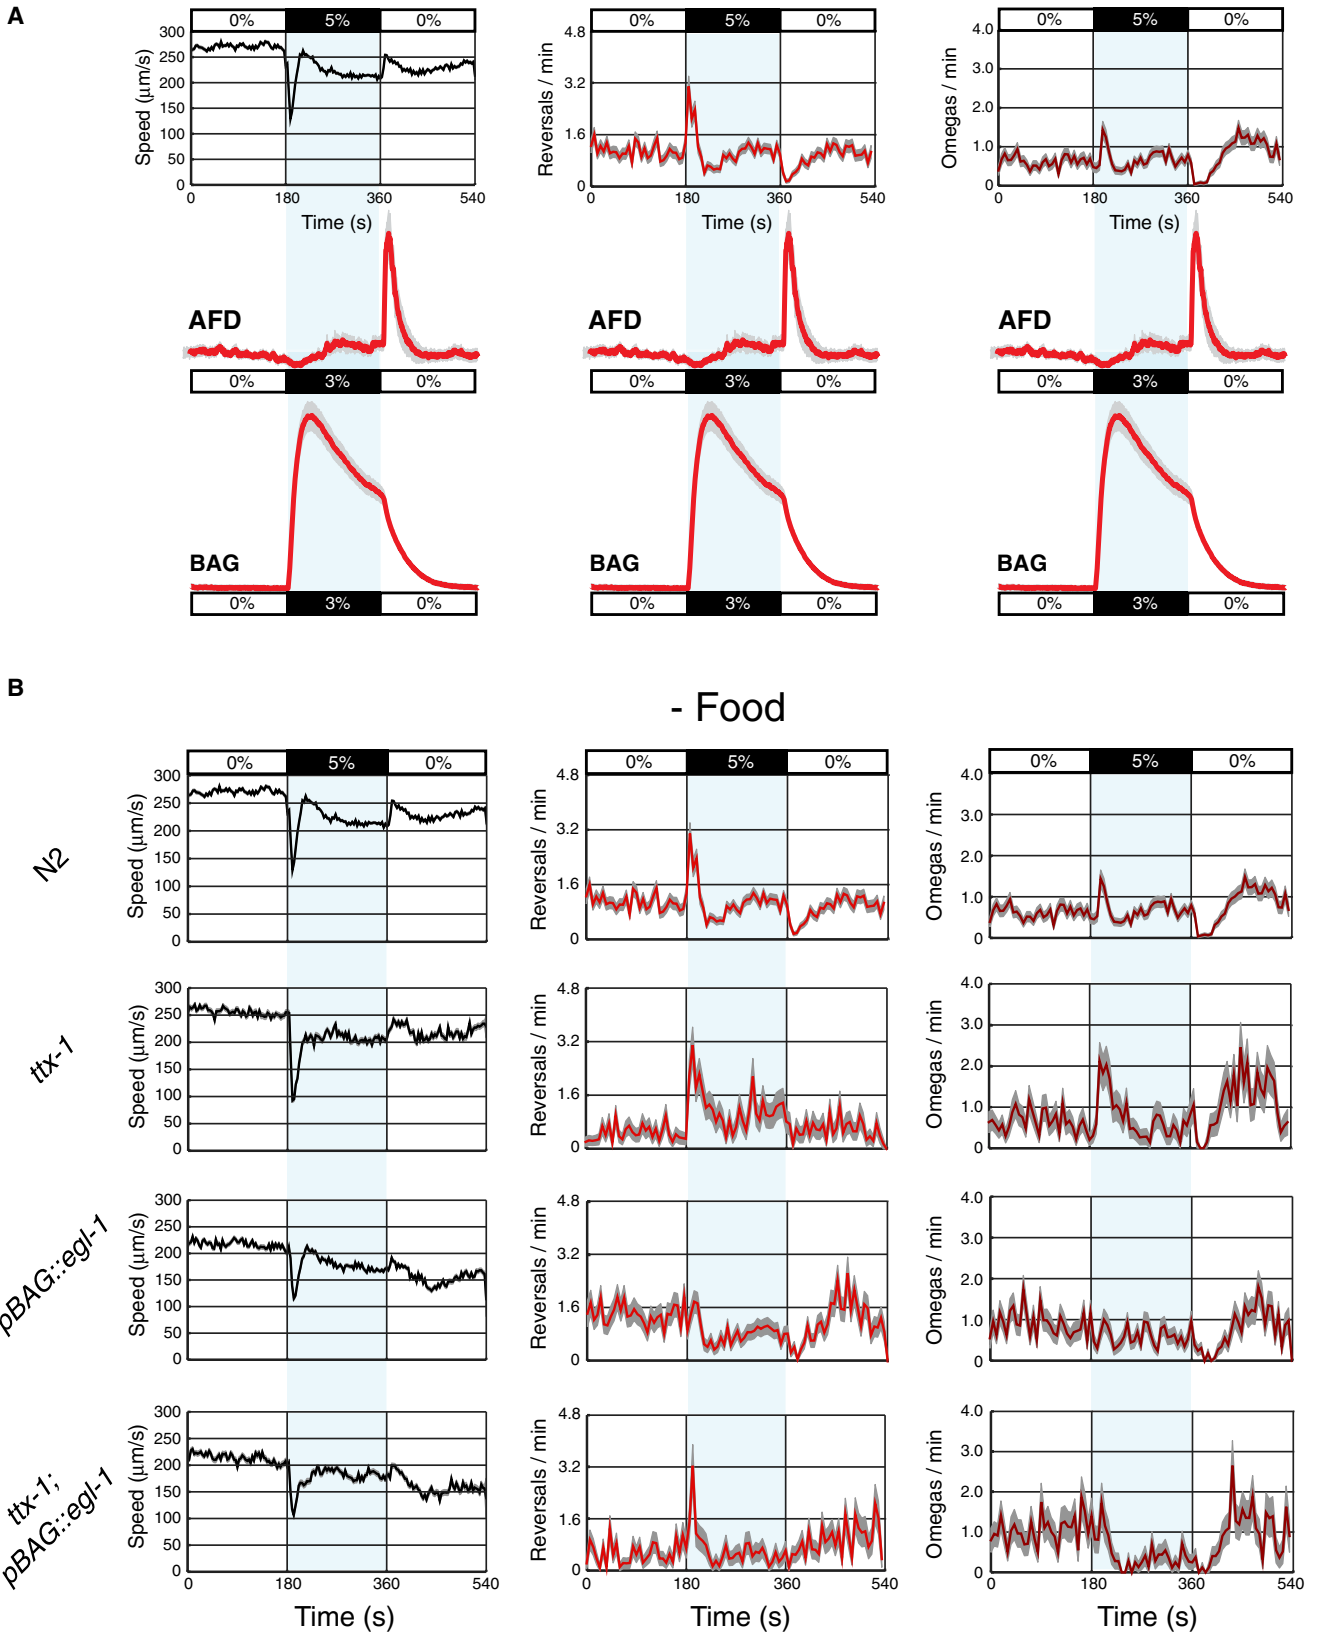 A
0% 5% 0%
0% 5% 0%
0% 5% 0%
Speed (μm/s)
300
250
200
150
100
50
0
0 180 360 540
Time (s)
Reversals / min
4.8
3.2
1.6
0
0 180 360 540
Time (s)
Omegas / min
4.0
3.0
2.0
1.0
0
0 180 360 540
Time (s)
AFD
AFD
AFD
0% 3% 0%
0% 3% 0%
0% 3% 0%
BAG
BAG
BAG
0% 3% 0%
0% 3% 0%
0% 3% 0%
B
- Food
0% 5% 0%
0% 5% 0%
0% 5% 0%
N2
Speed (μm/s)
300
250
200
150
100
50
0
Reversals / min
4.8
3.2
1.6
0
Omegas / min
4.0
3.0
2.0
1.0
0
ttx-1
Speed (μm/s)
300
250
200
150
100
50
0
Reversals / min
4.8
3.2
1.6
0
Omegas / min
4.0
3.0
2.0
1.0
0
pBAG::egl-1
Speed (μm/s)
300
250
200
150
100
50
0
Reversals / min
4.8
3.2
1.6
0
Omegas / min
4.0
3.0
2.0
1.0
0
ttx-1;
pBAG::egl-1
Speed (μm/s)
300
250
200
150
100
50
0
0 180 360 540
Time (s)
Reversals / min
4.8
3.2
1.6
0
0 180 360 540
Time (s)
Omegas / min
4.0
3.0
2.0
1.0
0
0 180 360 540
Time (s)